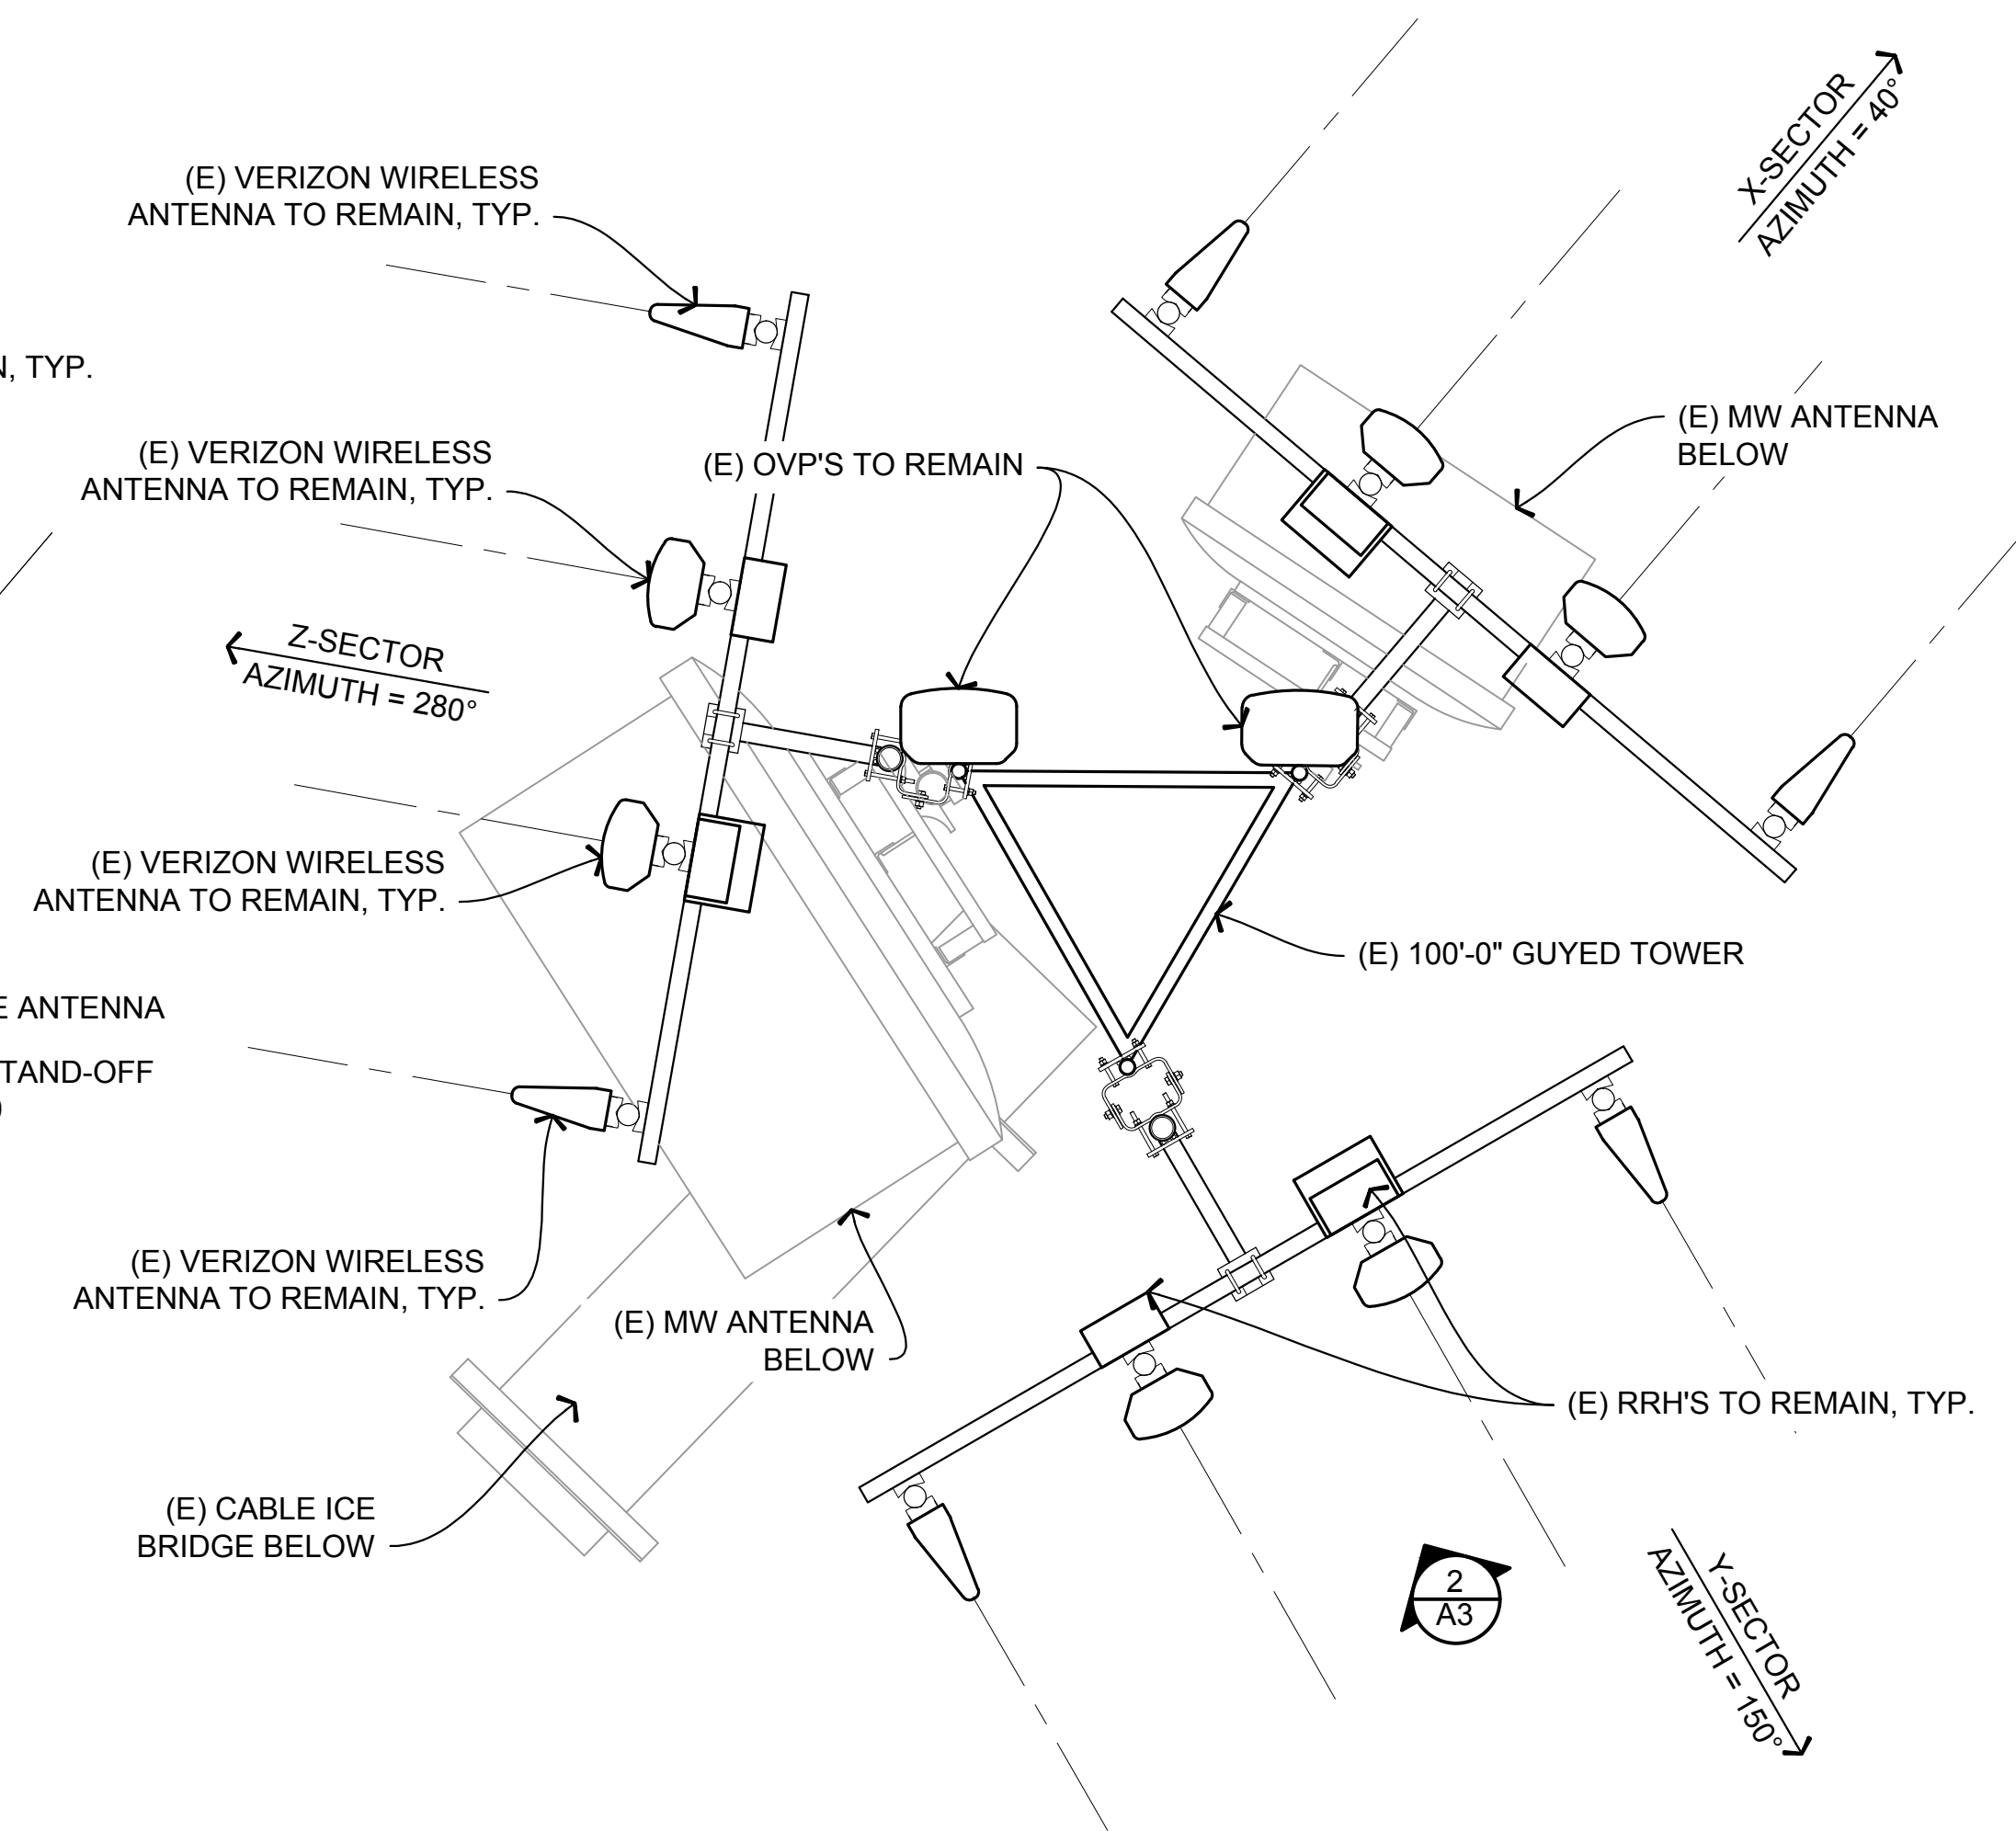 X-SECTOR
AZIMUTH = 40°
(E) VERIZON WIRELESS
ANTENNA TO REMAIN, TYP.
TYP.
(E) MW ANTENNA
BELOW
(E) VERIZON WIRELESS
ANTENNA TO REMAIN, TYP.
(E) OVP'S TO REMAIN
Z-SECTOR
AZIMUTH = 280°
(E) VERIZON WIRELESS
ANTENNA TO REMAIN, TYP.
(E) 100'-0" GUYED TOWER
ANTENNA
TAND-OFF
(E) VERIZON WIRELESS
ANTENNA TO REMAIN, TYP.
(E) MW ANTENNA
BELOW
(E) RRH'S TO REMAIN, TYP.
(E) CABLE ICE
BRIDGE BELOW
2
A3
Y-SECTOR
AZIMUTH = 150°